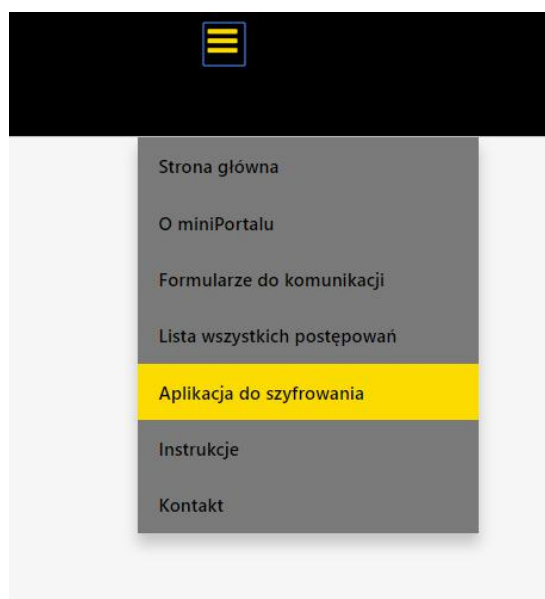 Strona główna
O miniPortalu
Formularze do komunikacji
Lista wszystkich postępowań
Aplikacja do szyfrowania
Instrukcje
Kontakt